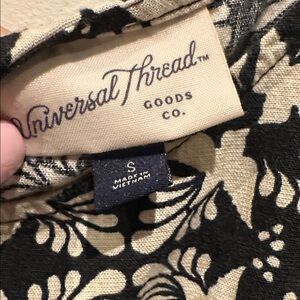 Universal Thread™
GOODS
CO.
S
MADE IN
VIETNAM